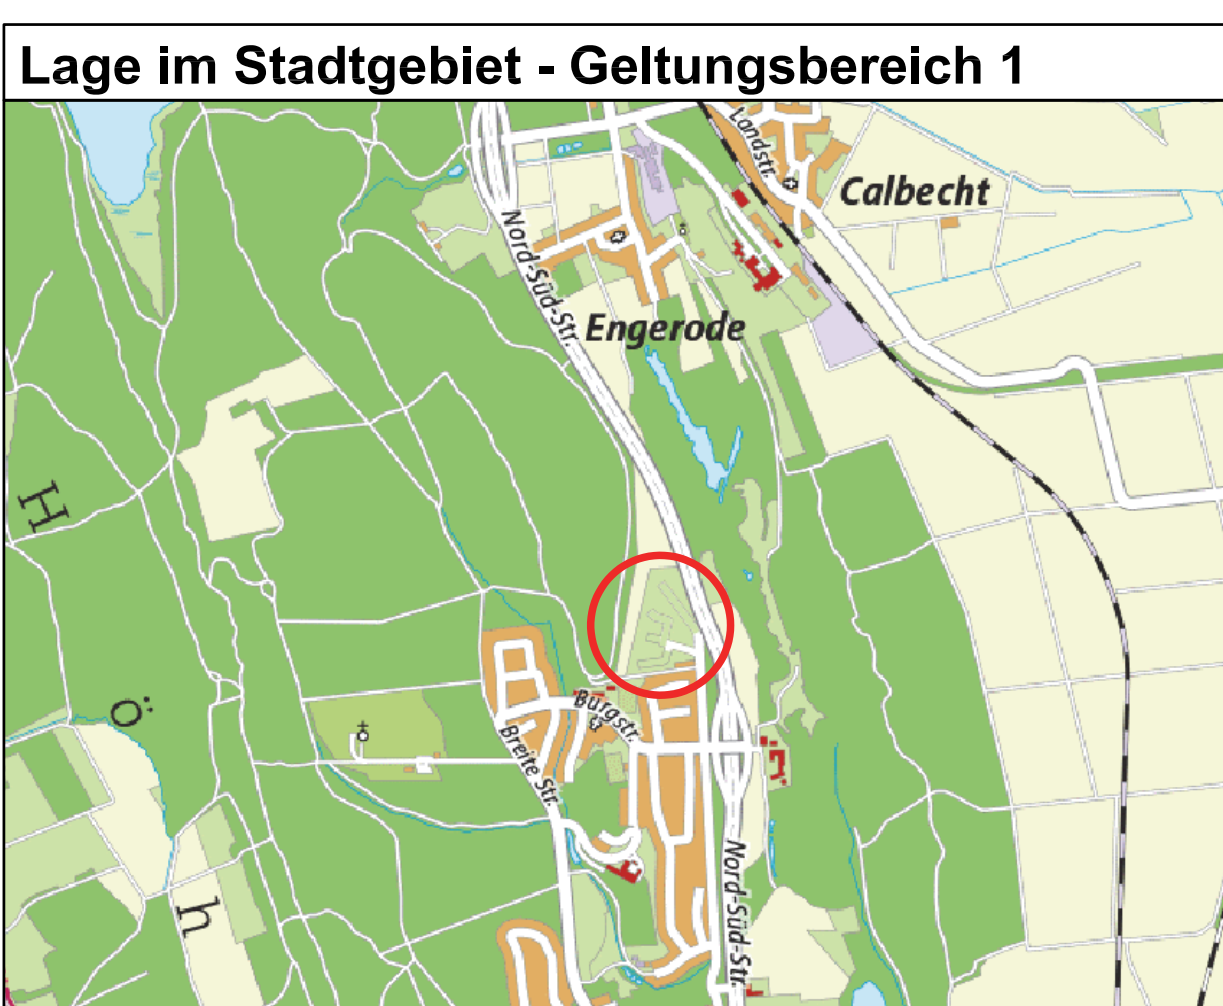 Lage im Stadtgebiet - Geltungsbereich 1
Landstr.
Calbecht
Nord-Süd-Str.
Engerode
H
ö
Burgstr.
Breite Str.
h
Nord-Süd-Str.